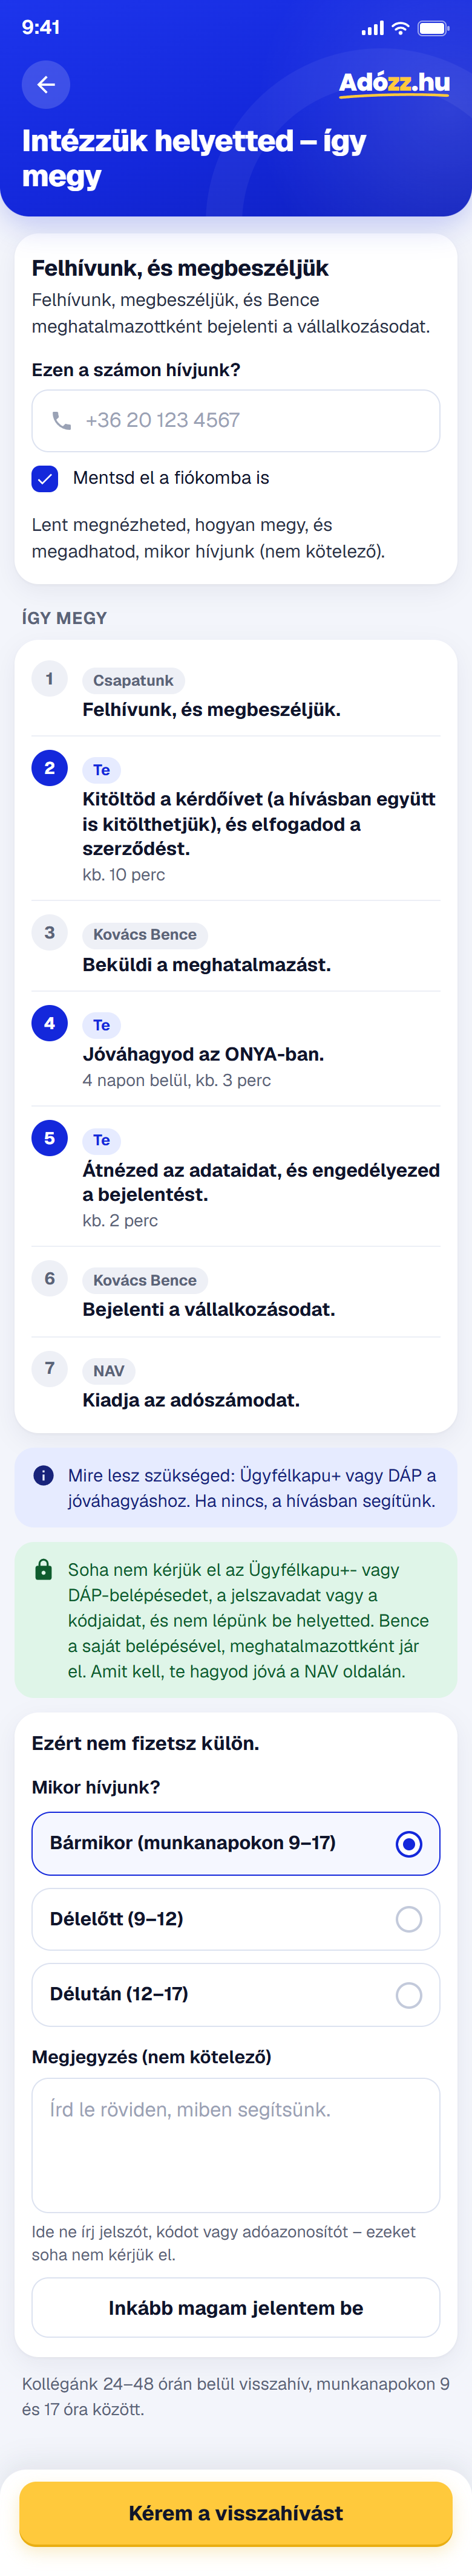 9:41
Adózz.hu
Intézzük helyetted – így
megy
Felhívunk, és megbeszéljük
Felhívunk, megbeszéljük, és Bence
meghatalmazottként bejelenti a vállalkozásodat.
Ezen a számon hívjunk?
+36 20 123 4567
Mentsd el a fiókomba is
Lent megnézheted, hogyan megy, és
megadhatod, mikor hívjunk (nem kötelező).
ÍGY MEGY
1
Csapatunk
Felhívunk, és megbeszéljük.
2
Te
Kitöltöd a kérdőívet (a hívásban együtt
is kitölthetjük), és elfogadod a
szerződést.
kb. 10 perc
3
Kovács Bence
Beküldi a meghatalmazást.
4
Te
Jóváhagyod az ONYA-ban.
4 napon belül, kb. 3 perc
5
Te
Átnézed az adataidat, és engedélyezed
a bejelentést.
kb. 2 perc
6
Kovács Bence
Bejelenti a vállalkozásodat.
7
NAV
Kiadja az adószámodat.
Mire lesz szükséged: Ügyfélkapu+ vagy DÁP a
jóváhagyáshoz. Ha nincs, a hívásban segítünk.
Soha nem kérjük el az Ügyfélkapu+- vagy
DÁP-belépésedet, a jelszavadat vagy a
kódjaidat, és nem lépünk be helyetted. Bence
a saját belépésével, meghatalmazottként jár
el. Amit kell, te hagyod jóvá a NAV oldalán.
Ezért nem fizetsz külön.
Mikor hívjunk?
Bármikor (munkanapokon 9–17)
Délelőtt (9–12)
Délután (12–17)
Megjegyzés (nem kötelező)
Írd le röviden, miben segítsünk.
Ide ne írj jelszót, kódot vagy adóazonosítót – ezeket
soha nem kérjük el.
Inkább magam jelentem be
Kollégánk 24–48 órán belül visszahív, munkanapokon 9
és 17 óra között.
Kérem a visszahívást